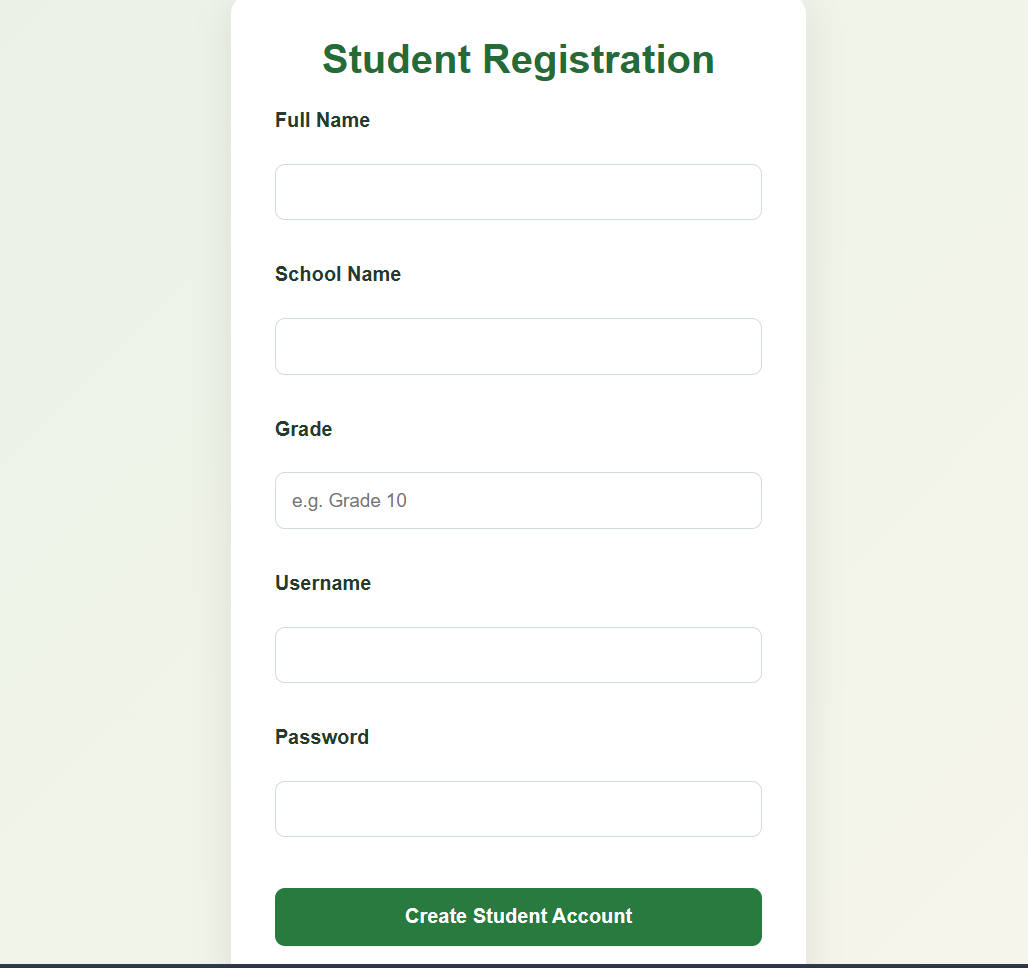 Student Registration
Full Name
School Name
Grade
e.g. Grade 10
Username
Password
Create Student Account